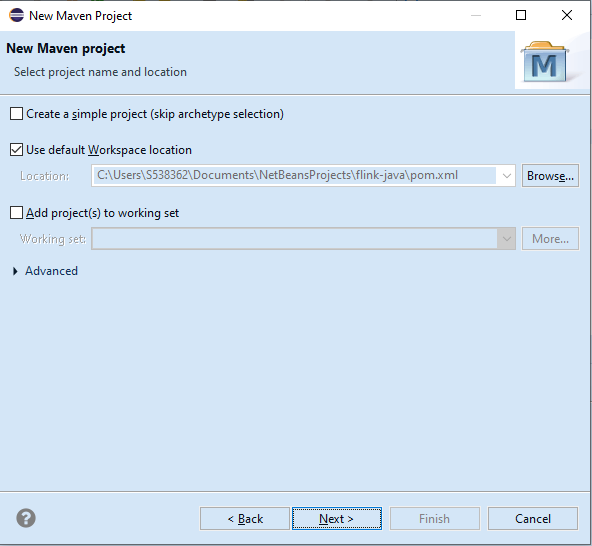 New Maven Project
New Maven project
Select project name and location
M
Create a simple project (skip archetype selection)
Use default Workspace location
Location: C:\Users\S538362\Documents\NetBeansProjects\flink-java\pom.xml Browse...
Add project(s) to working set
Working set: More...
Advanced
? < Back Next > Finish Cancel